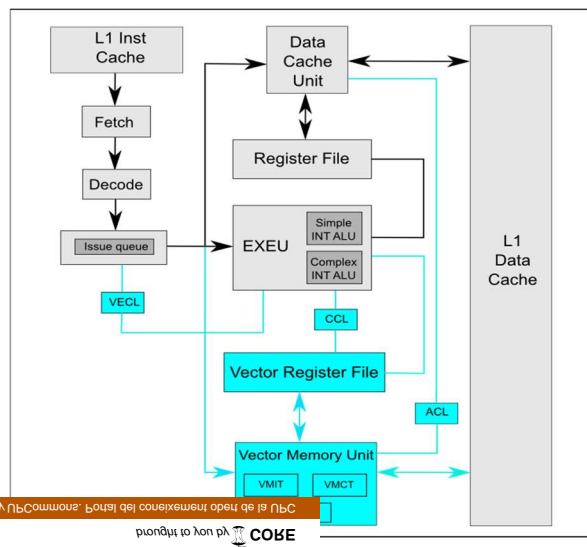 L1 Inst
Cache
Data
Cache
Unit
Fetch
Register File
Decode
Issue queue
EXEU
Simple
INT ALU
Complex
INT ALU
L1
Data
Cache
VECL
CCL
Vector Register File
ACL
Vector Memory Unit
VMIT
VMCT
y UPCommons. Portal del coneixement obert de la UPC
brought to you by CORE